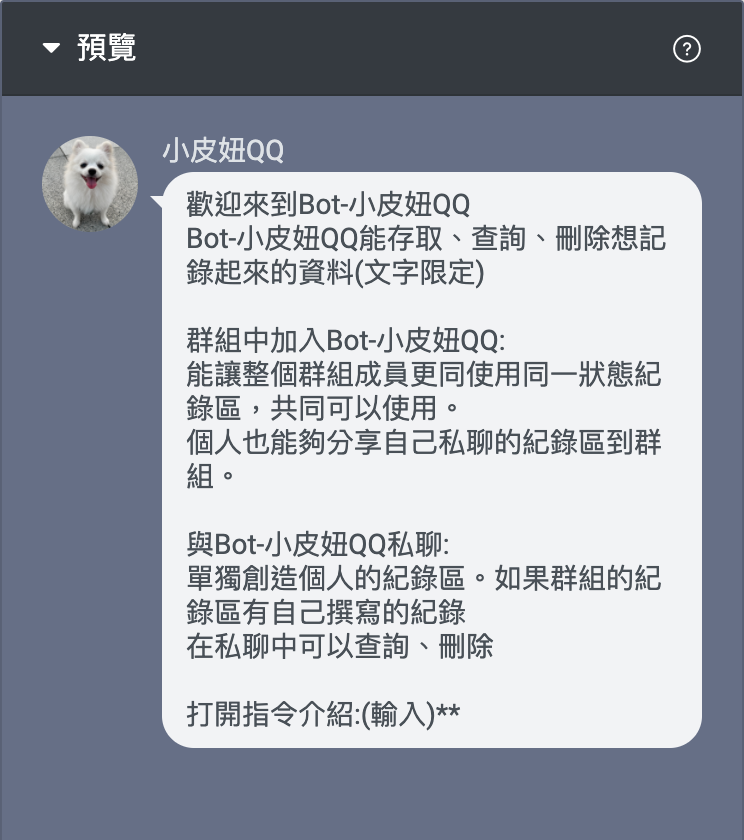 預覽
小皮妞QQ
歡迎來到Bot-小皮妞QQ
Bot-小皮妞QQ能存取、查詢、刪除想記
錄起來的資料(文字限定)
群組中加入Bot-小皮妞QQ:
能讓整個群組成員更同使用同一狀態紀
錄區，共同可以使用。
個人也能夠分享自己私聊的紀錄區到群
組。
與Bot-小皮妞QQ私聊:
單獨創造個人的紀錄區。如果群組的紀
錄區有自己撰寫的紀錄
在私聊中可以查詢、刪除
打開指令介紹:(輸入)**